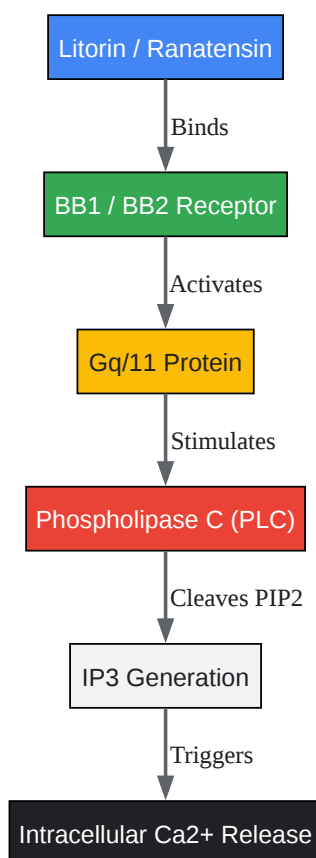 Litorin / Ranatensin
Binds
BB1 / BB2 Receptor
Activates
Gq/11 Protein
Stimulates
Phospholipase C (PLC)
Cleaves PIP2
IP3 Generation
Triggers
Intracellular Ca2+ Release